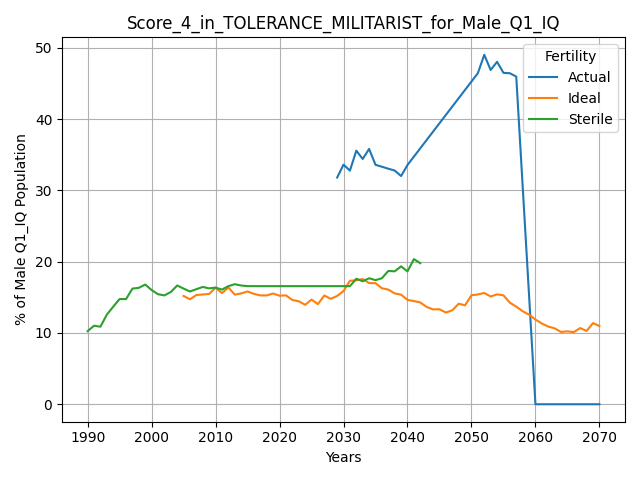 Score_4_in_TOLERANCE_MILITARIST_for_Male_Q1_IQ
% of Male Q1_IQ Population
50
40
30
20
10
0
Fertility
Actual
Ideal
Sterile
1990 2000 2010 2020 2030 2040 2050 2060 2070
Years